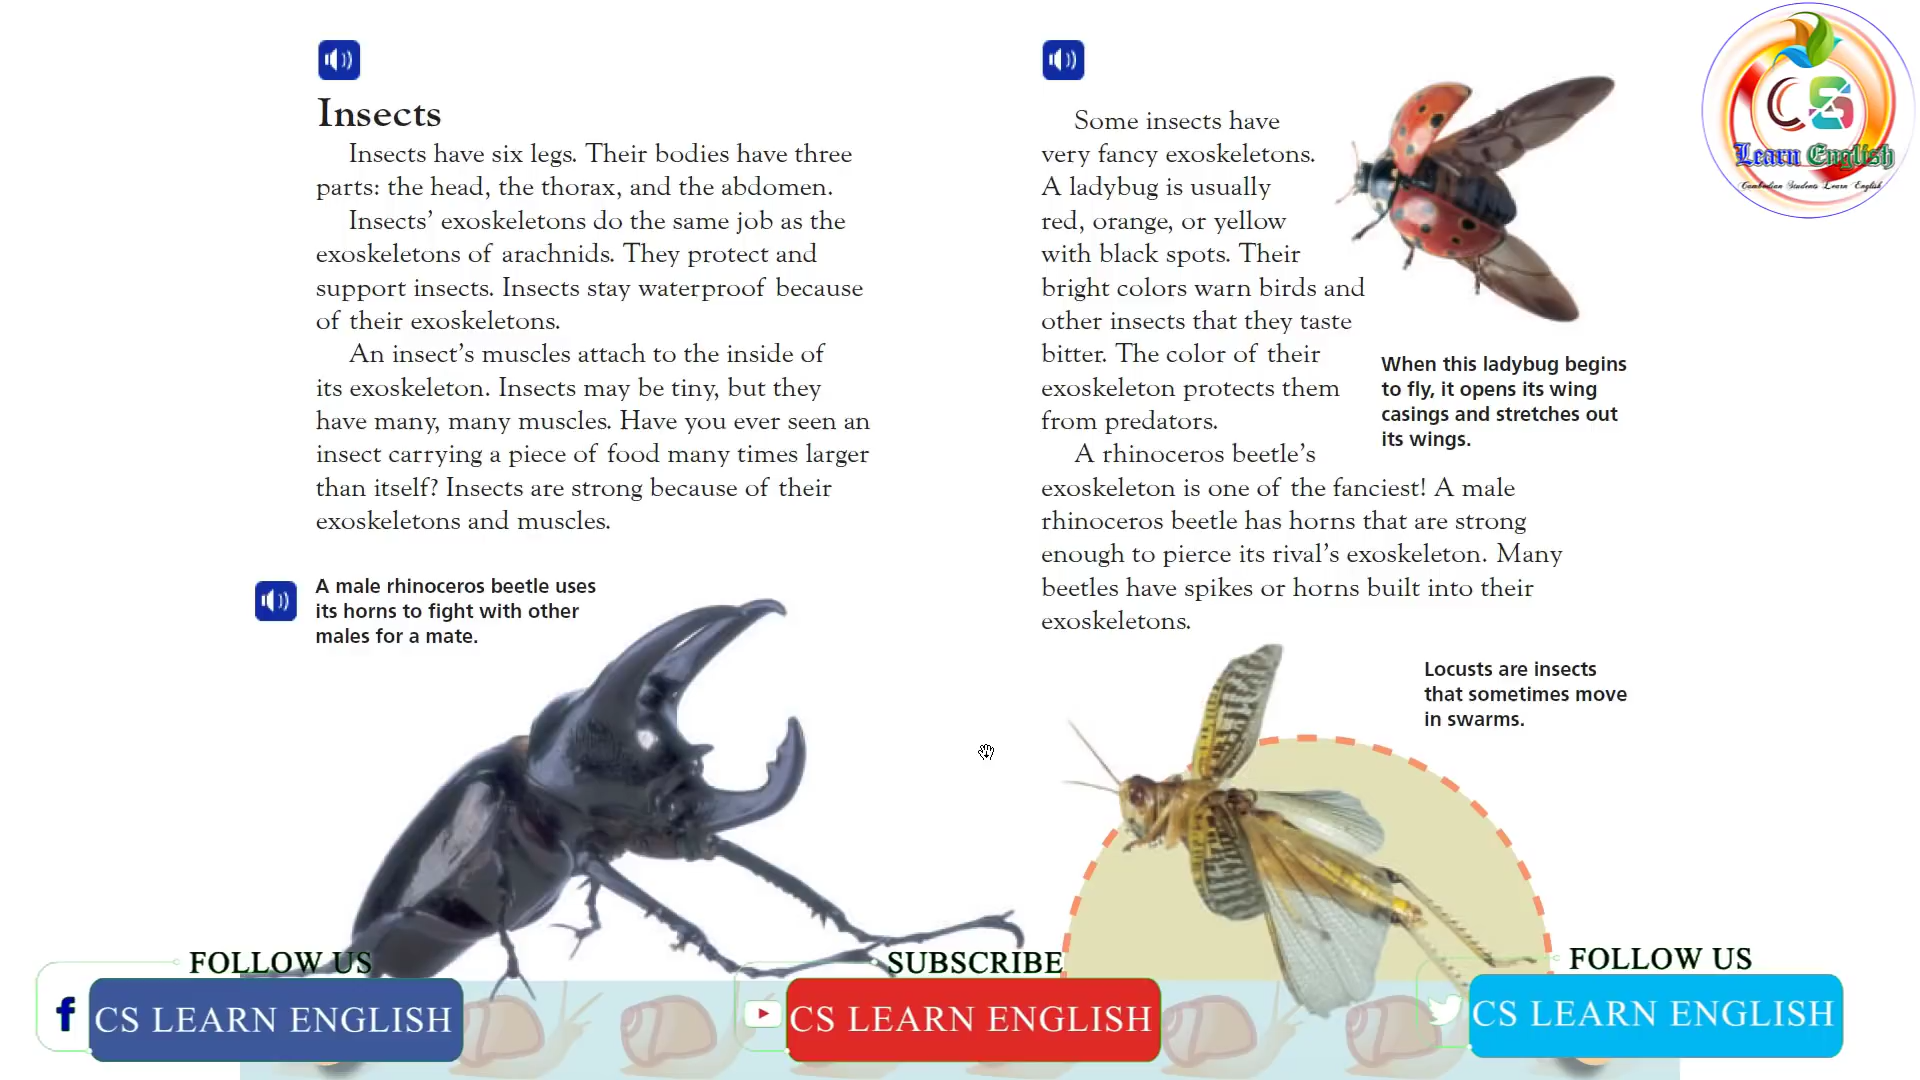 Insects
Insects have six legs. Their bodies have three
parts: the head, the thorax, and the abdomen.
Insects’ exoskeletons do the same job as the
exoskeletons of arachnids. They protect and
support insects. Insects stay waterproof because
of their exoskeletons.
An insect’s muscles attach to the inside of
its exoskeleton. Insects may be tiny, but they
have many, many muscles. Have you ever seen an
insect carrying a piece of food many times larger
than itself? Insects are strong because of their
exoskeletons and muscles.
A male rhinoceros beetle uses
its horns to fight with other
males for a mate.
Some insects have
very fancy exoskeletons.
A ladybug is usually
red, orange, or yellow
with black spots. Their
bright colors warn birds and
other insects that they taste
bitter. The color of their
exoskeleton protects them
from predators.
When this ladybug begins
to fly, it opens its wing
casings and stretches out
its wings.
A rhinoceros beetle’s
exoskeleton is one of the fanciest! A male
rhinoceros beetle has horns that are strong
enough to pierce its rival’s exoskeleton. Many
beetles have spikes or horns built into their
exoskeletons.
Locusts are insects
that sometimes move
in swarms.
CS
Learn English
Cambodian Students Learn English
FOLLOW US
f CS LEARN ENGLISH
SUBSCRIBE
CS LEARN ENGLISH
FOLLOW US
CS LEARN ENGLISH